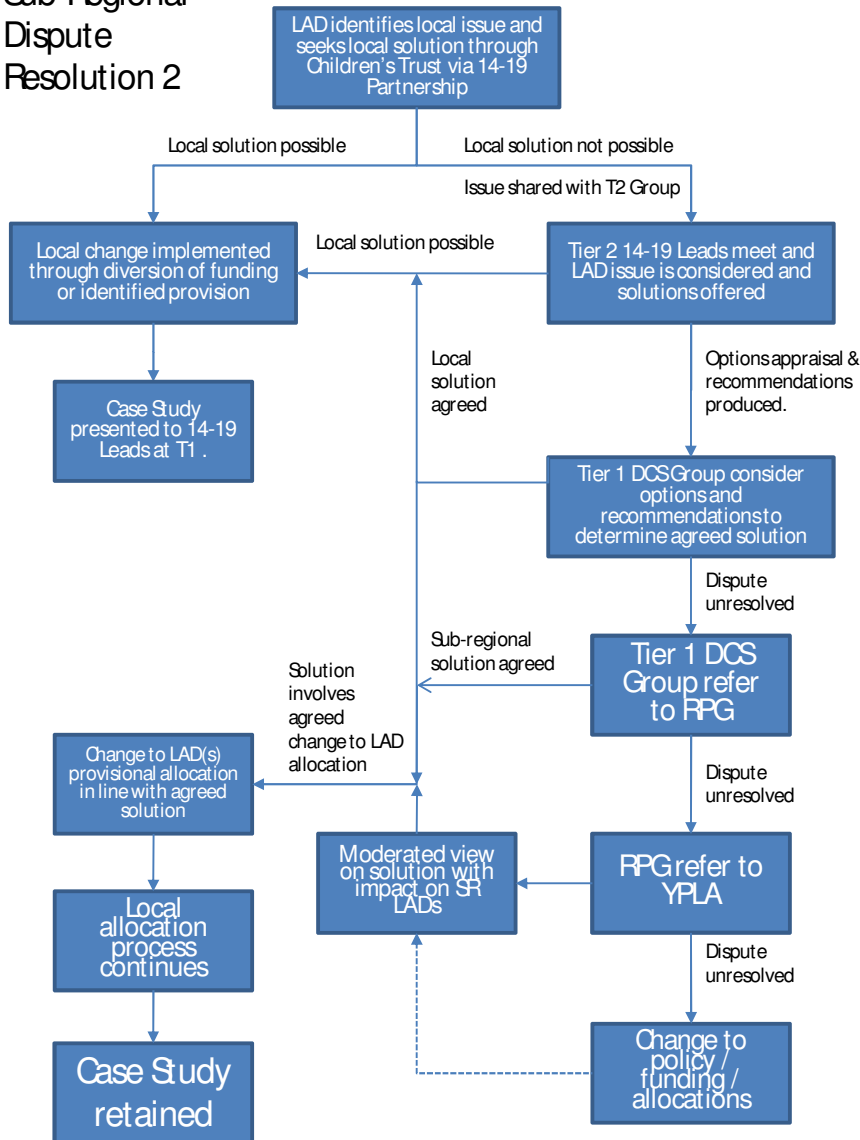 Sub-Regional
Dispute
Resolution 2
LAD identifies local issue and
seeks local solution through
Children's Trust via 14-19
Partnership
Local solution possible
Local solution not possible
Issue shared with T2 Group
Local change implemented
through diversion of funding
or identified provision
Local solution possible
Tier 2 14-19 Leads meet and
LAD issue is considered and
solutions offered
Local
solution
agreed
Options appraisal &
recommendations
produced.
Case Study
presented to 14-19
Leads at T1 .
Tier 1 DCS Group consider
options and
recommendations to
determine agreed solution
Dispute
unresolved
Sub-regional
solution agreed
Tier 1 DCS
Group refer
to RPG
Solution
involves
agreed
change to LAD
allocation
Change to LAD(s)
provisional allocation
in line with agreed
solution
Dispute
unresolved
Moderated view
on solution with
impact on SR
LADs
RPG refer to
YPLA
Local
allocation
process
continues
Dispute
unresolved
Change to
policy /
funding /
allocations
Case Study
retained